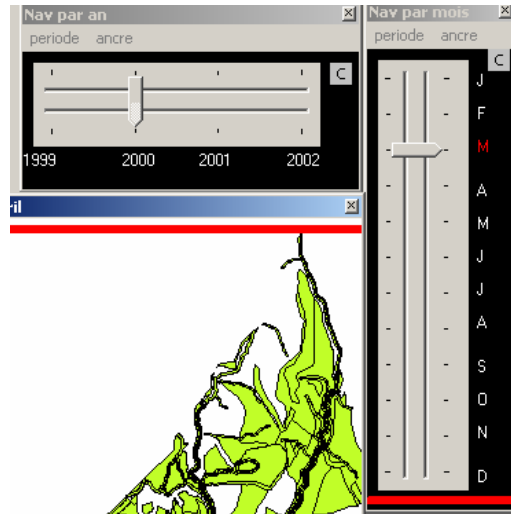 Nav par an
periode ancre
C
1999 2000 2001 2002
ril
Nav par mois
periode ancre
C
J
F
M
A
M
J
J
A
S
O
N
D